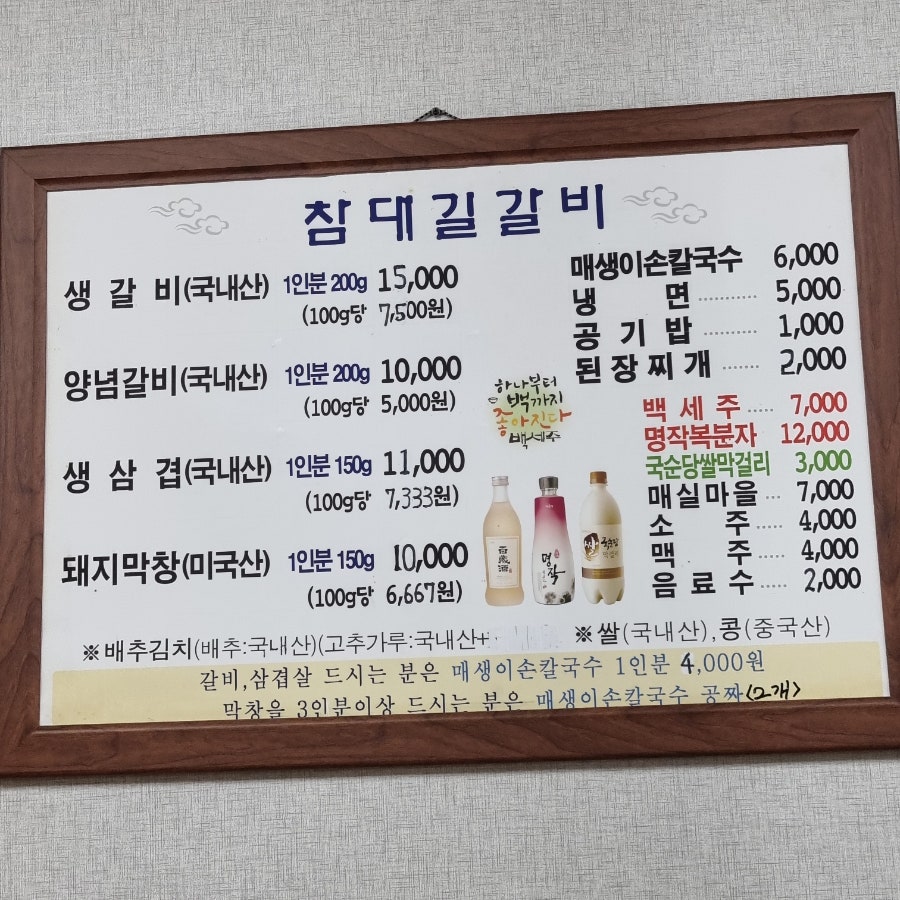 참대길갈비
생갈비(국내산) 1인분 200g 15,000
(100g당 7,500원)
양념갈비(국내산) 1인분 200g 10,000
(100g당 5,000원)
생삼겹(국내산) 1인분 150g 11,000
(100g당 7,333원)
돼지막창(미국산) 1인분 150g 10,000
(100g당 6,667원)
매생이손칼국수 6,000
냉면 ........... 5,000
공기밥 .......... 1,000
된장찌개 ........ 2,000
하나부터
백까지
좋아진다
백세주
백세주 ..... 7,000
명작복분자 12,000
국순당쌀막걸리 3,000
매실마을 ... 7,000
소주 ..... 4,000
맥주 ..... 4,000
음료수 ..... 2,000
百歲酒
명작
쌀
※배추김치(배추:국내산)(고추가루:국내산+
※쌀(국내산),콩(중국산)
갈비,삼겹살 드시는 분은 매생이손칼국수 1인분 4,000원
막창을 3인분이상 드시는 분은 매생이손칼국수 공짜(2개)